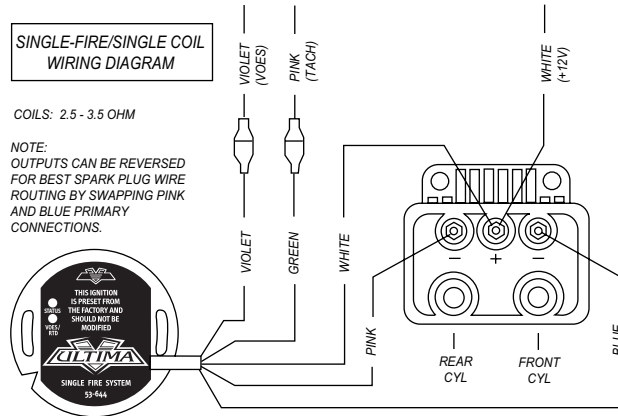 SINGLE-FIRE/SINGLE COIL
WIRING DIAGRAM
COILS: 2.5 - 3.5 OHM
NOTE:
OUTPUTS CAN BE REVERSED
FOR BEST SPARK PLUG WIRE
ROUTING BY SWAPPING PINK
AND BLUE PRIMARY
CONNECTIONS.
VIOLET
(VOES)
PINK
(TACH)
WHITE
(+12V)
VIOLET
GREEN
WHITE
PINK
BLUE
− + −
REAR
CYL
FRONT
CYL
THIS IGNITION
IS PRESET FROM
THE FACTORY AND
SHOULD NOT BE
MODIFIED
STATUS
VOES/
RTD
ULTIMA
SINGLE FIRE SYSTEM
53-644